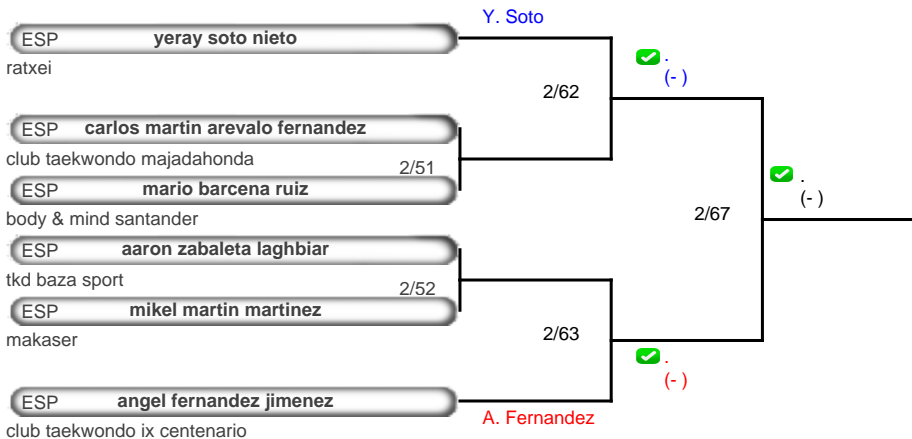 Y. Soto
ESP yeray soto nieto
ratxei
.
(- )
2/62
ESP carlos martin arevalo fernandez
club taekwondo majadahonda
2/51
ESP mario barcena ruiz
body & mind santander
.
(- )
2/67
ESP aaron zabaleta laghbiar
tkd baza sport
2/52
ESP mikel martin martinez
makaser
2/63
.
(- )
ESP angel fernandez jimenez
A. Fernandez
club taekwondo ix centenario